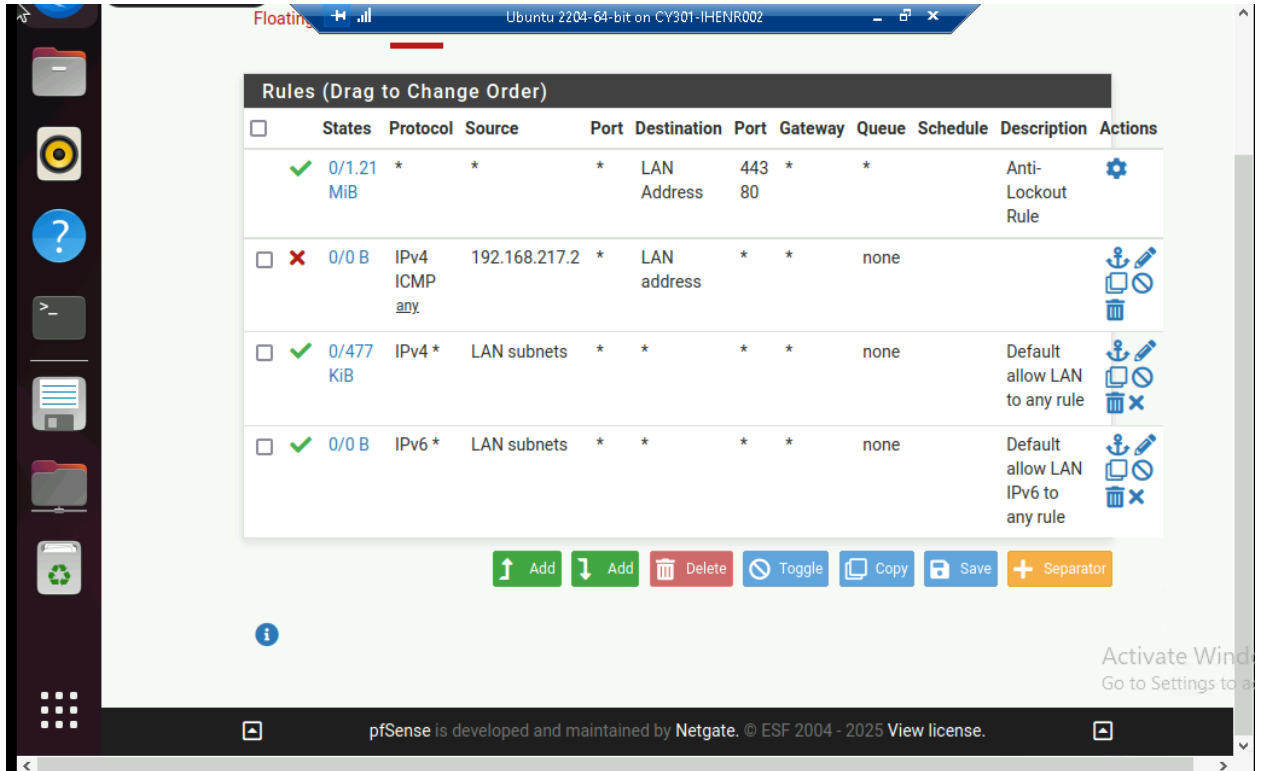 Floating
Ubuntu 2204-64-bit on CY301-IHENR002
Rules (Drag to Change Order)
States Protocol Source Port Destination Port Gateway Queue Schedule Description Actions
0/1.21 * * * LAN 443 * * Anti-
MiB Address 80 Lockout
Rule
0/0 B IPv4 192.168.217.2 * LAN * * none
ICMP address
any
0/477 IPv4 * LAN subnets * * * * none Default
KiB allow LAN
to any rule
0/0 B IPv6 * LAN subnets * * * * none Default
allow LAN
IPv6 to
any rule
Add Add Delete Toggle Copy Save Separator
Activate Wind
Go to Settings to a
pfSense is developed and maintained by Netgate. © ESF 2004 - 2025 View license.